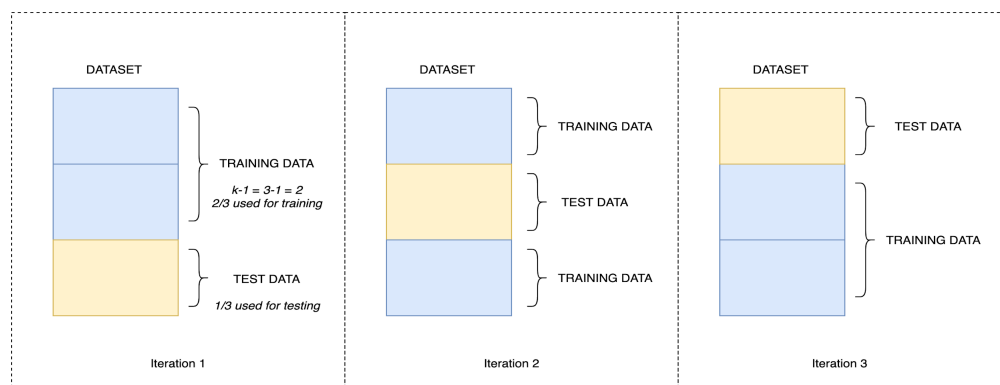 DATASET
TRAINING DATA
k-1 = 3-1 = 2
2/3 used for training
TEST DATA
1/3 used for testing
Iteration 1
DATASET
TRAINING DATA
TEST DATA
TRAINING DATA
Iteration 2
DATASET
TEST DATA
TRAINING DATA
Iteration 3